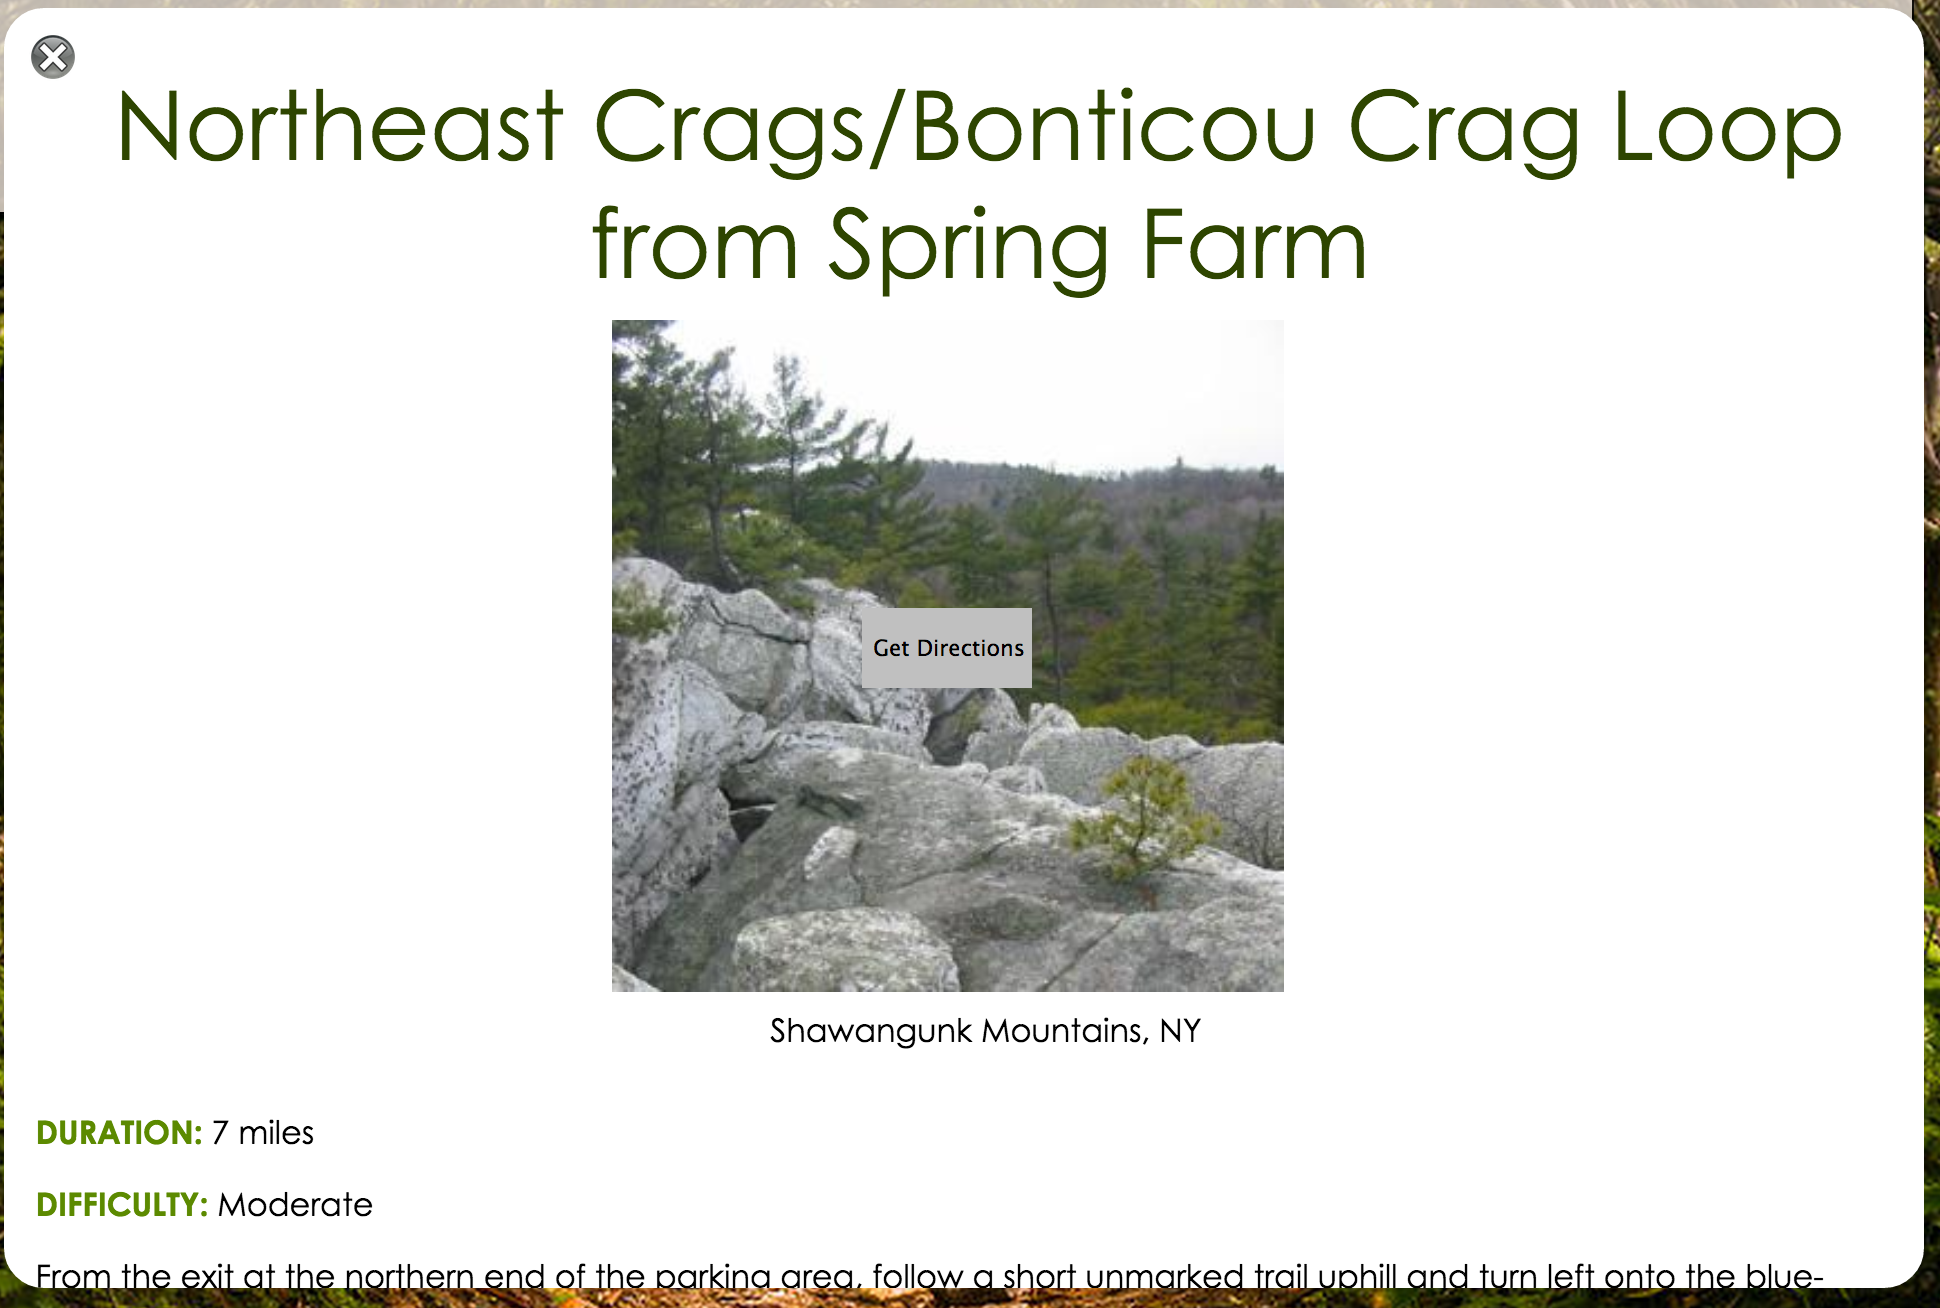 Northeast Crags/Bonticou Crag Loop
from Spring Farm
Get Directions
Shawangunk Mountains, NY
DURATION: 7 miles
DIFFICULTY: Moderate
From the exit at the northern end of the parking area, follow a short unmarked trail uphill and turn left onto the blue-